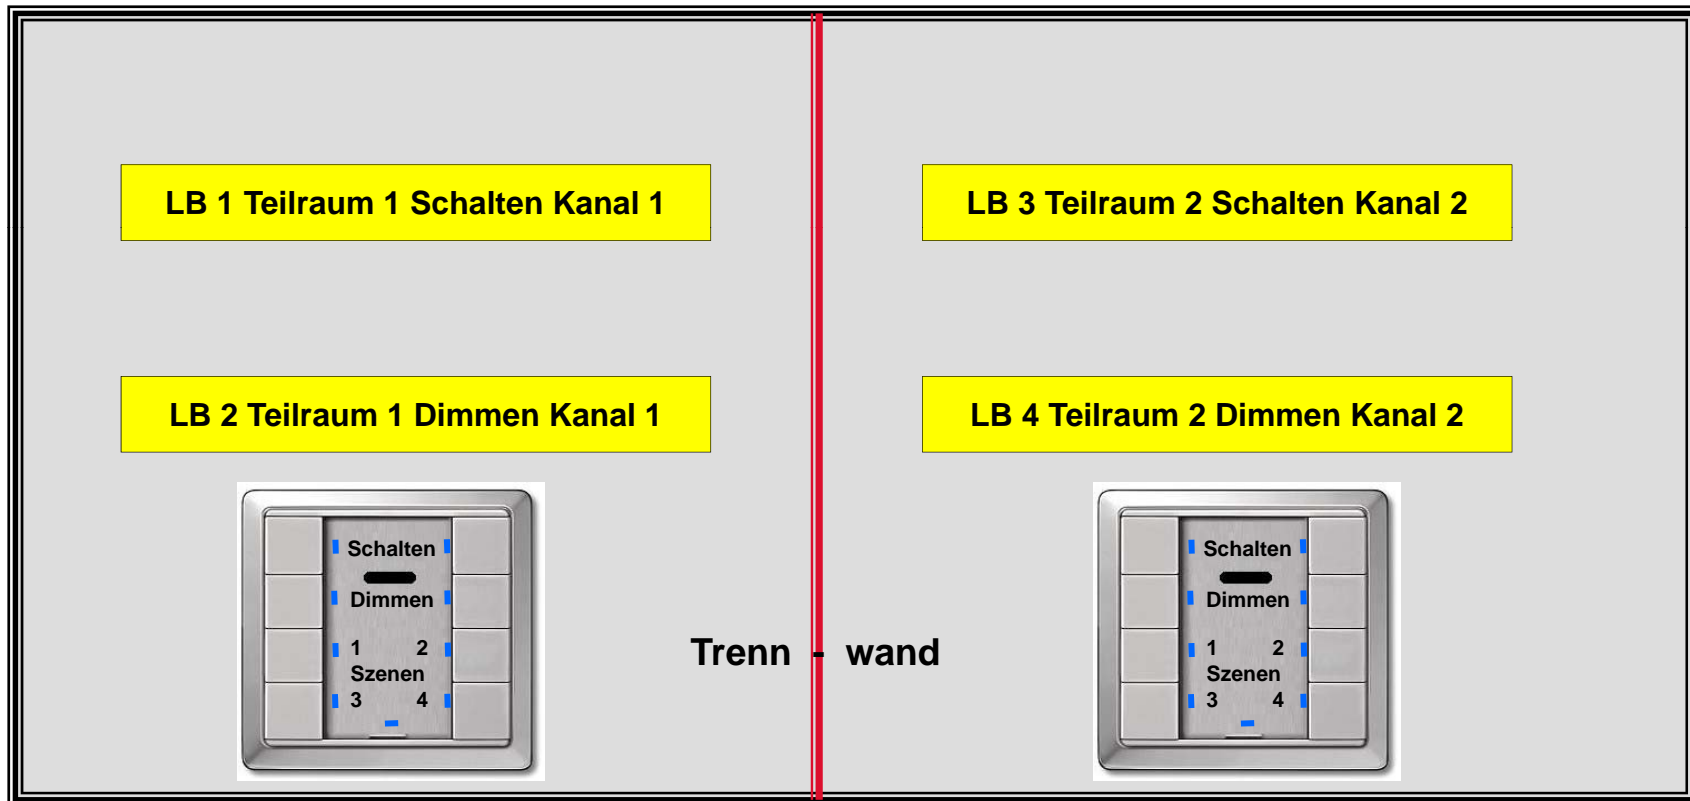 LB 1 Teilraum 1 Schalten Kanal 1
LB 3 Teilraum 2 Schalten Kanal 2
LB 2 Teilraum 1 Dimmen Kanal 1
LB 4 Teilraum 2 Dimmen Kanal 2
Schalten
Dimmen
1 2
Szenen
3 4
Trenn - wand
Schalten
Dimmen
1 2
Szenen
3 4